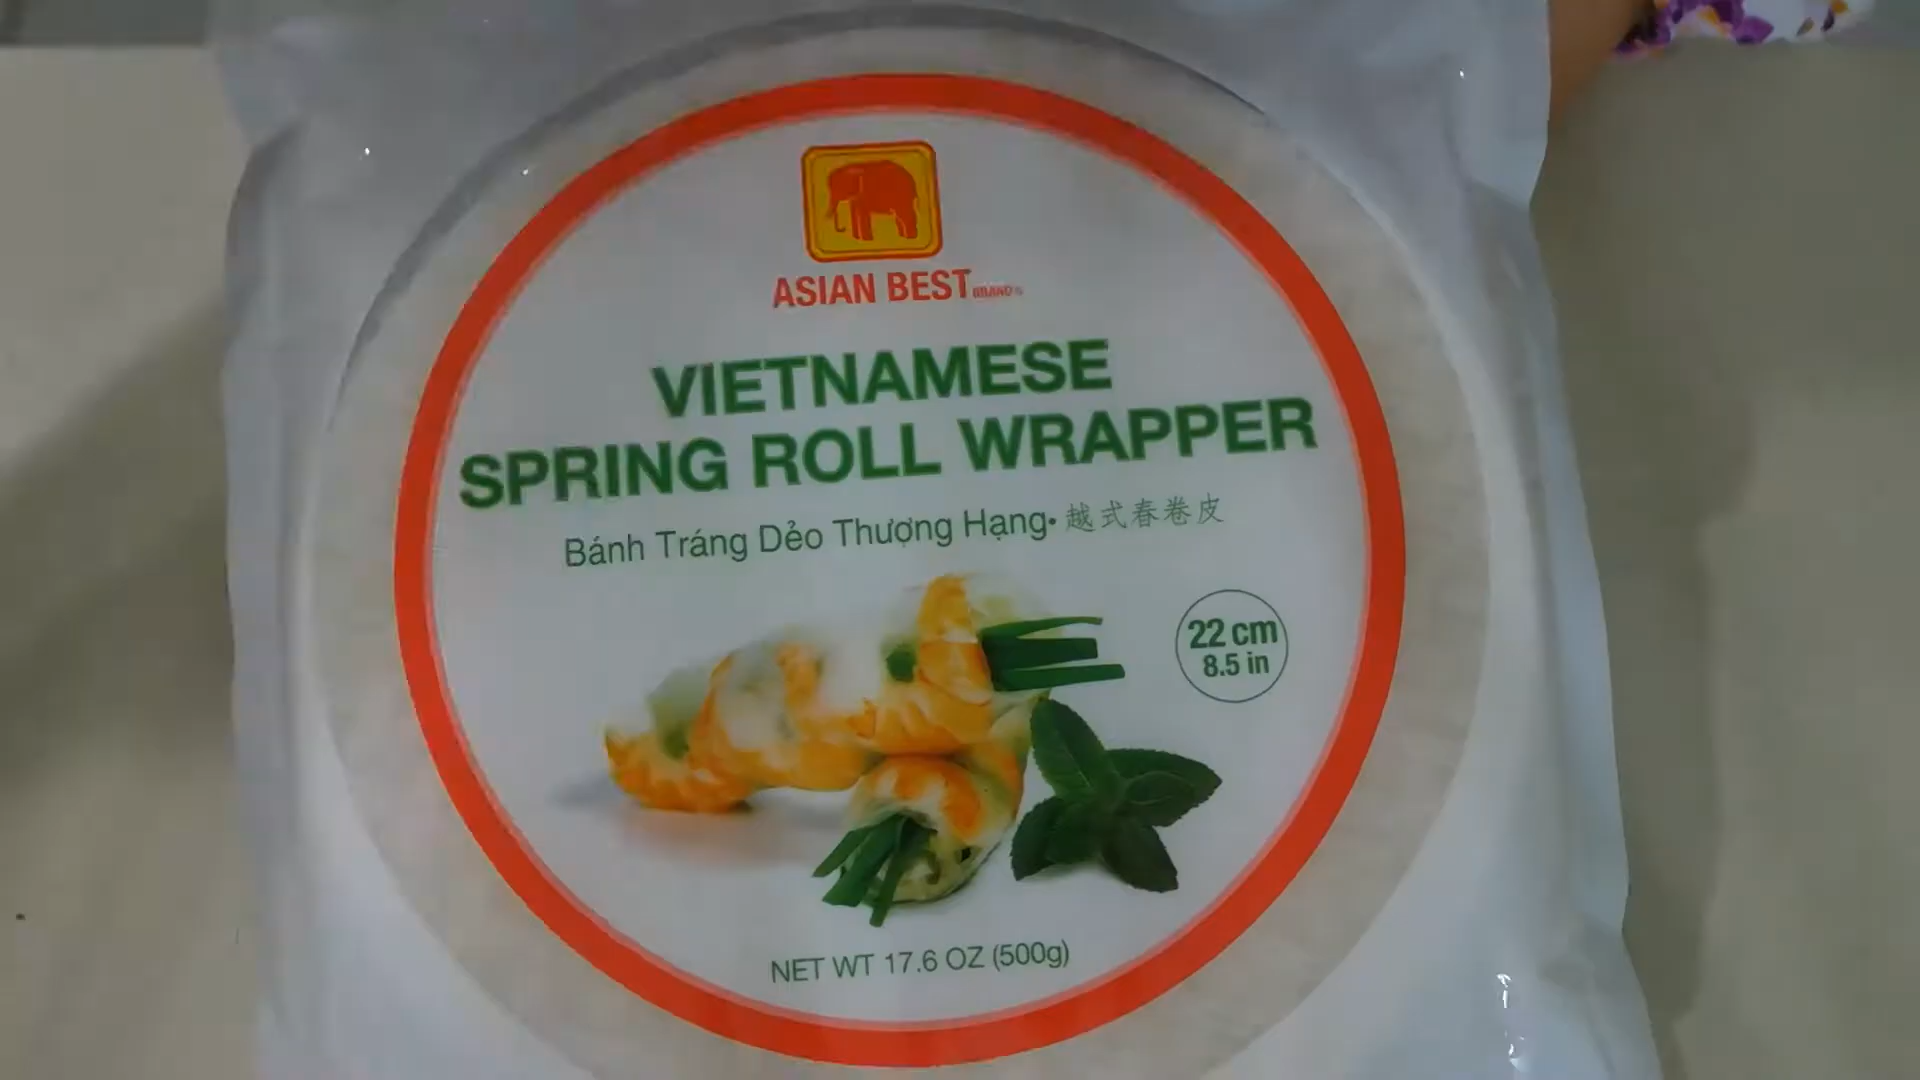 ASIAN BEST BRAND®
VIETNAMESE
SPRING ROLL WRAPPER
Bánh Tráng Dẻo Thượng Hạng • 越式春卷皮
22 cm
8.5 in
NET WT 17.6 OZ (500g)